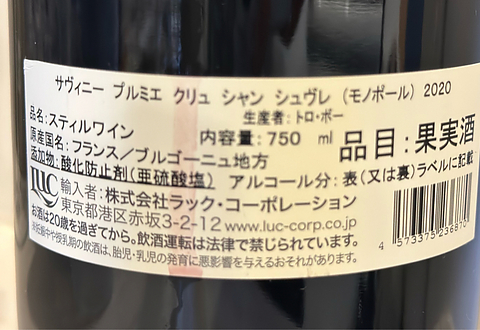 サヴィニー プルミエ クリュ シャン シュヴレ (モノポール) 2020
生産者:トロ・ボー
品名:スティルワイン
内容量:750 ml
品目:果実酒
原産国名:フランス/ブルゴーニュ地方
添加物:酸化防止剤(亜硫酸塩)
アルコール分:表(又は裏)ラベルに記載
LUC
輸入者:株式会社ラック・コーポレーション
東京都港区赤坂3-2-12 www.luc-corp.co.jp
お酒は20歳を過ぎてから。飲酒運転は法律で禁じられています。
妊娠中や授乳期の飲酒は、胎児・乳児の発育に悪影響を与えるおそれがあります。
4 573375 236870